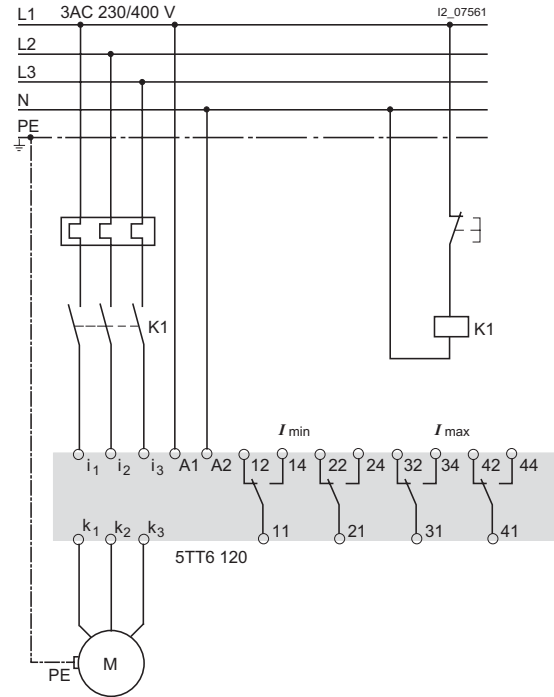 L1 3AC 230/400 V I2_07561
L2
L3
N
PE
K1
K1
I min I max
i1 i2 i3 A1 A2 12 14 22 24 32 34 42 44
k1 k2 k3 11 21 31 41
5TT6 120
M
PE